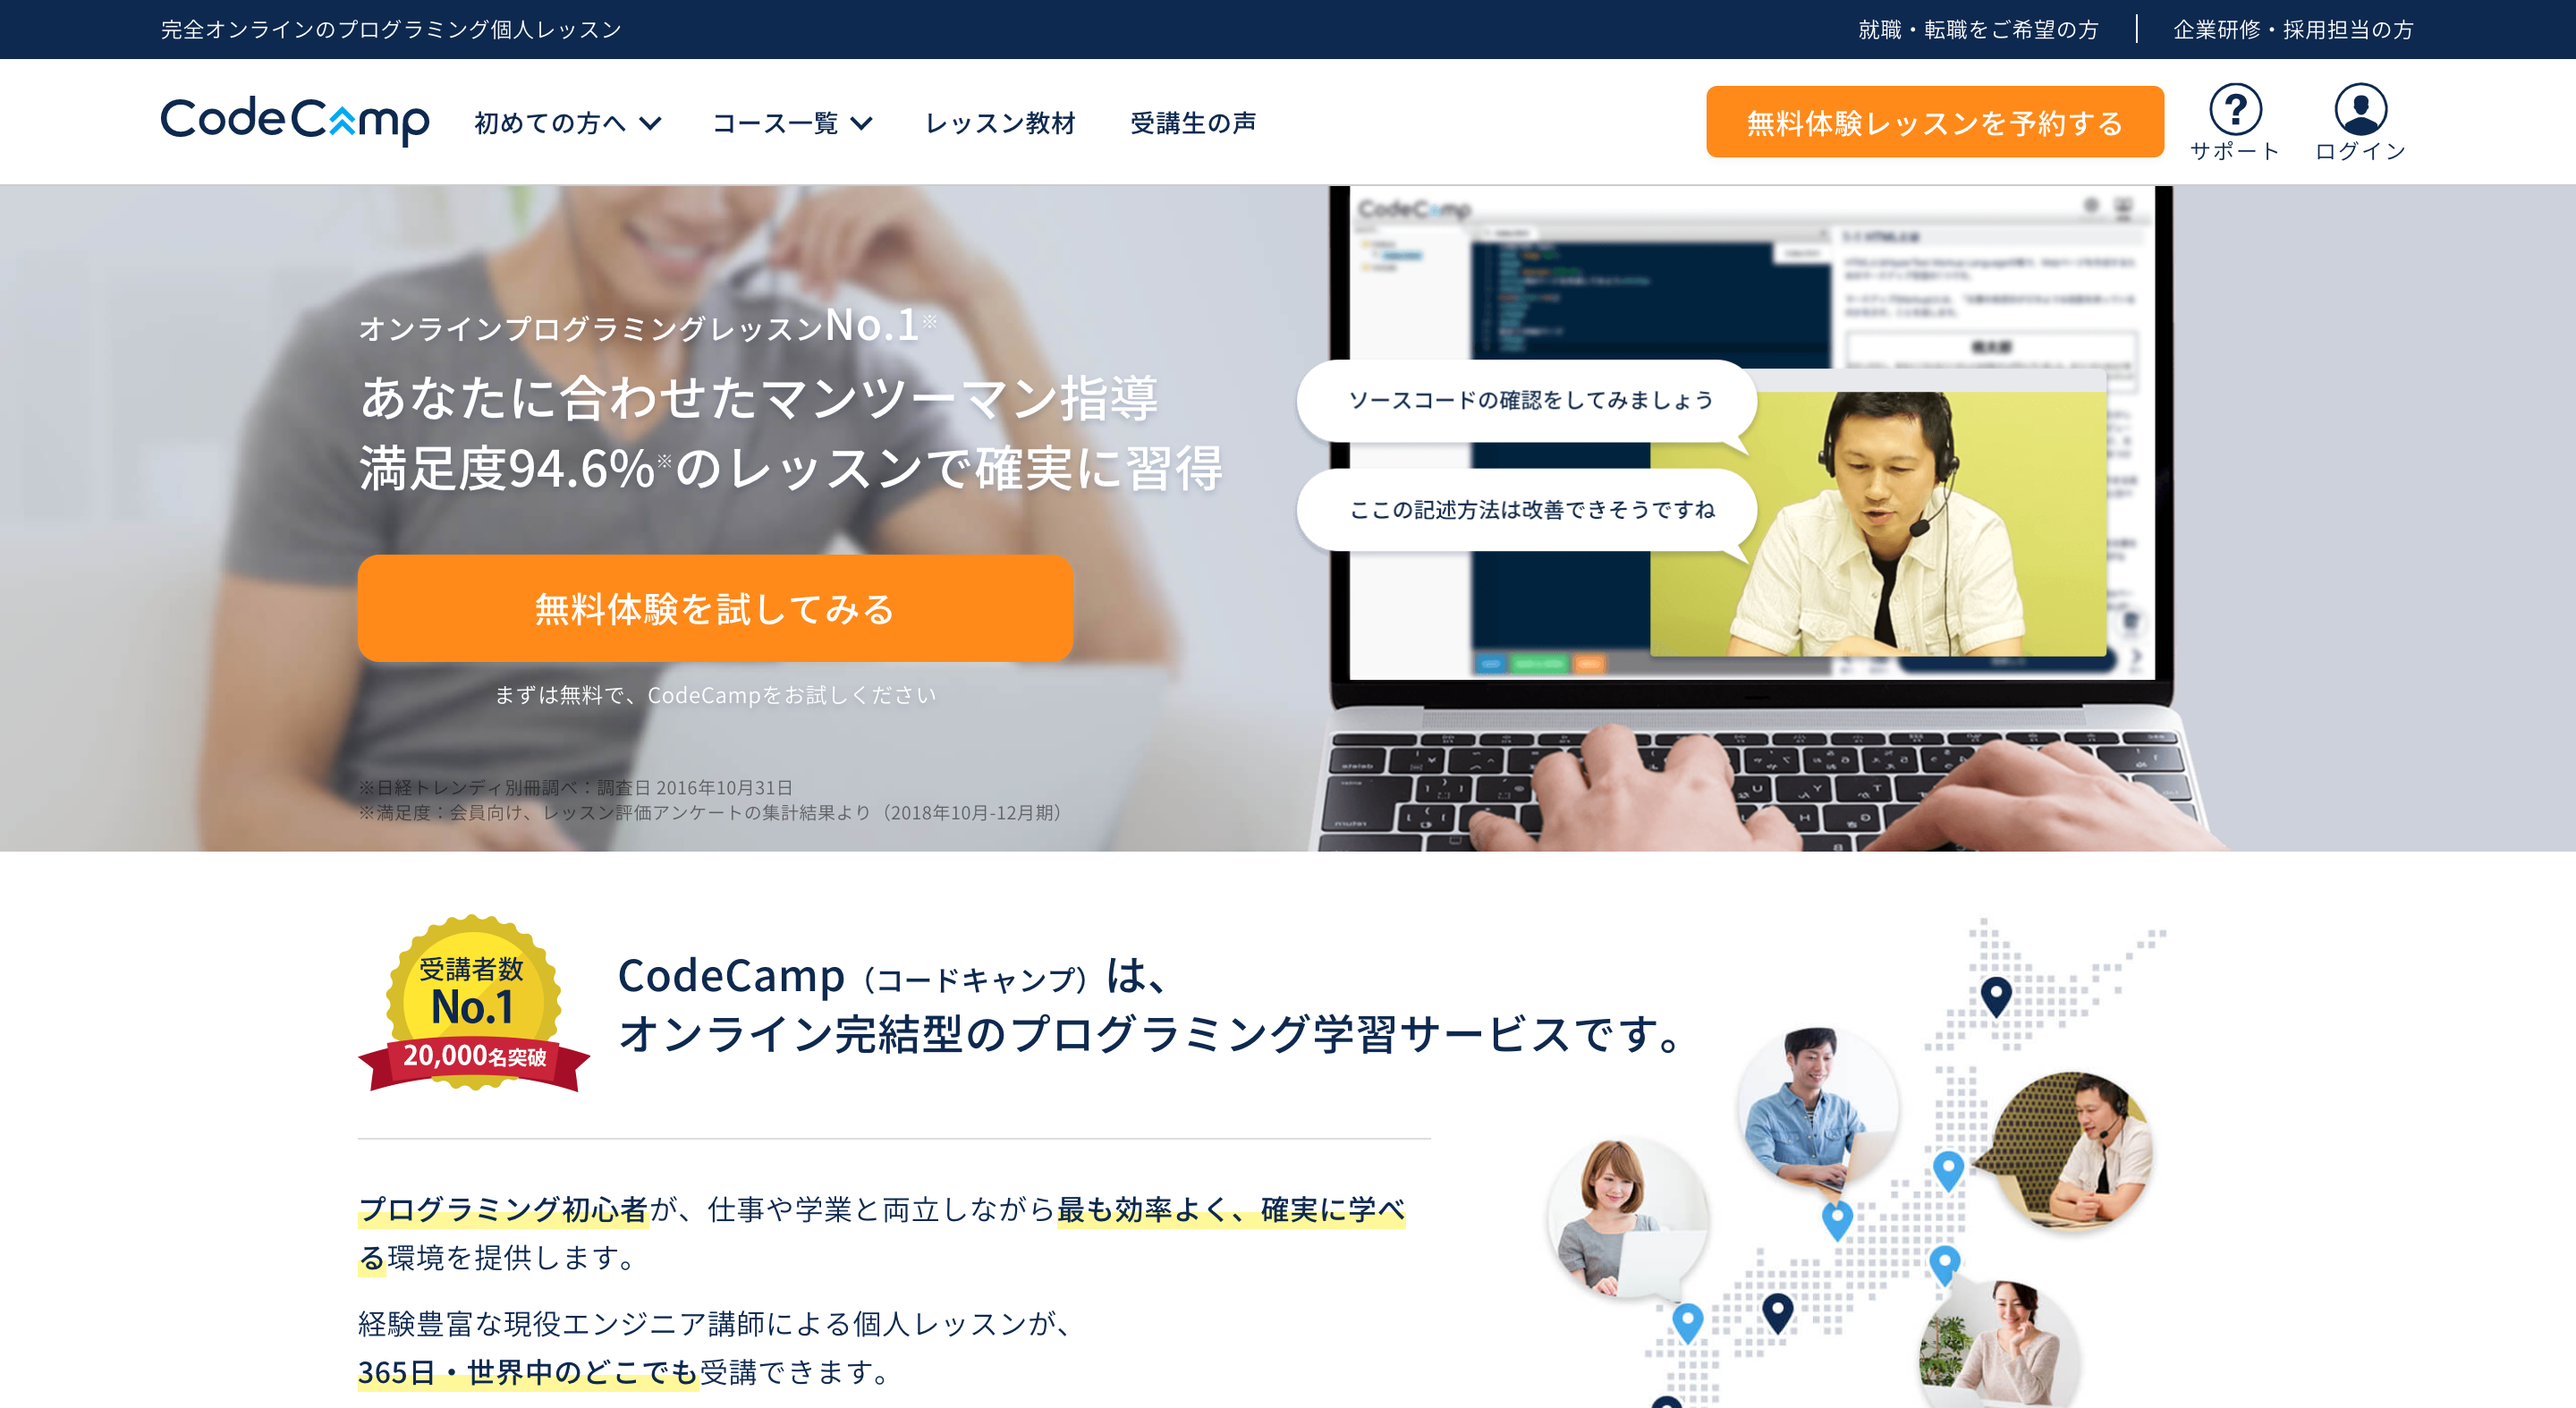 完全オンラインのプログラミング個人レッスン
就職・転職をご希望の方
企業研修・採用担当の方
CodeCamp
初めての方へ
コース一覧
レッスン教材
受講生の声
無料体験レッスンを予約する
サポート
ログイン
オンラインプログラミングレッスンNo.1※
あなたに合わせたマンツーマン指導
満足度94.6%※のレッスンで確実に習得
無料体験を試してみる
まずは無料で、CodeCampをお試しください
※日経トレンディ別冊調べ：調査日 2016年10月31日
※満足度：会員向け、レッスン評価アンケートの集計結果より（2018年10月-12月期）
CodeCamp
ソースコードの確認をしてみましょう
ここの記述方法は改善できそうですね
受講者数
No.1
20,000名突破
CodeCamp（コードキャンプ）は、
オンライン完結型のプログラミング学習サービスです。
プログラミング初心者が、仕事や学業と両立しながら最も効率よく、確実に学べ
る環境を提供します。
経験豊富な現役エンジニア講師による個人レッスンが、
365日・世界中のどこでも受講できます。